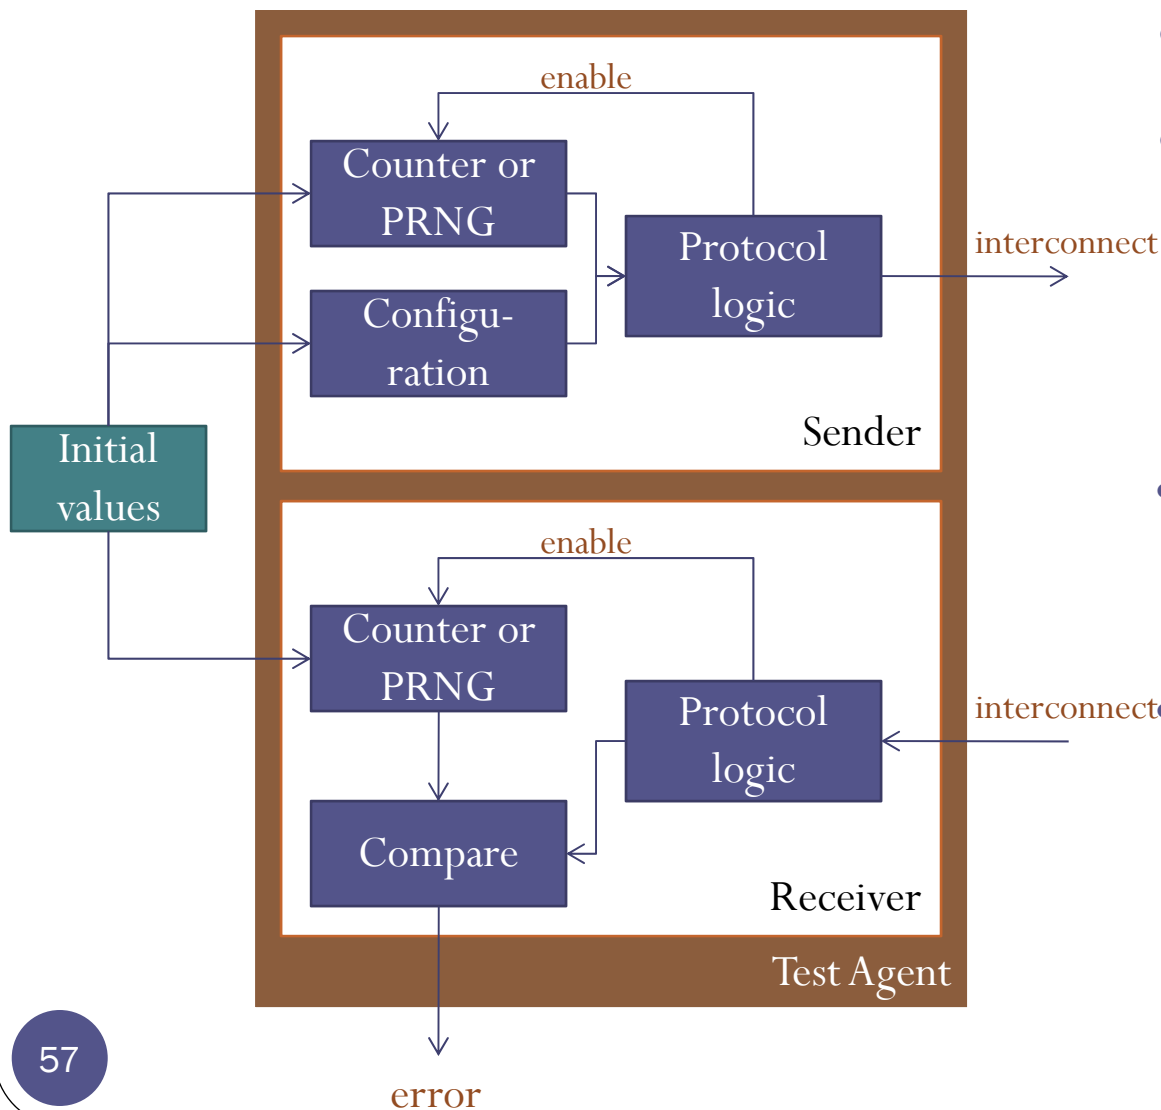 enable
Counter or
PRNG
Protocol
logic
interconnect
Configu-
ration
Sender
Initial
values
enable
Counter or
PRNG
Protocol
logic
interconnect
Compare
Receiver
Test Agent
57
error